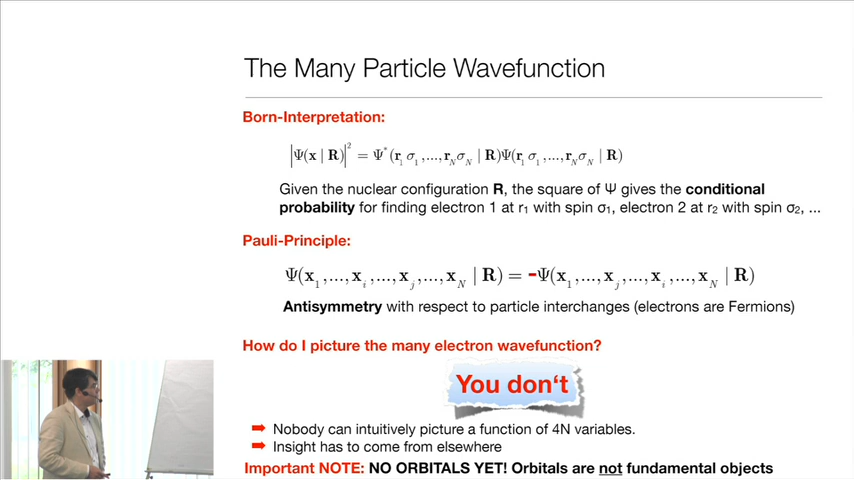 The Many Particle Wavefunction
Born-Interpretation:
|Ψ(x | R)|² = Ψ*(r₁σ₁,...,r_Nσ_N | R)Ψ(r₁σ₁,...,r_Nσ_N | R)
Given the nuclear configuration R, the square of Ψ gives the conditional
probability for finding electron 1 at r₁ with spin σ₁, electron 2 at r₂ with spin σ₂, ...
Pauli-Principle:
Ψ(x₁,...,x_i,...,x_j,...,x_N | R) = -Ψ(x₁,...,x_j,...,x_i,...,x_N | R)
Antisymmetry with respect to particle interchanges (electrons are Fermions)
How do I picture the many electron wavefunction?
You don't
➡ Nobody can intuitively picture a function of 4N variables.
➡ Insight has to come from elsewhere
Important NOTE: NO ORBITALS YET! Orbitals are not fundamental objects